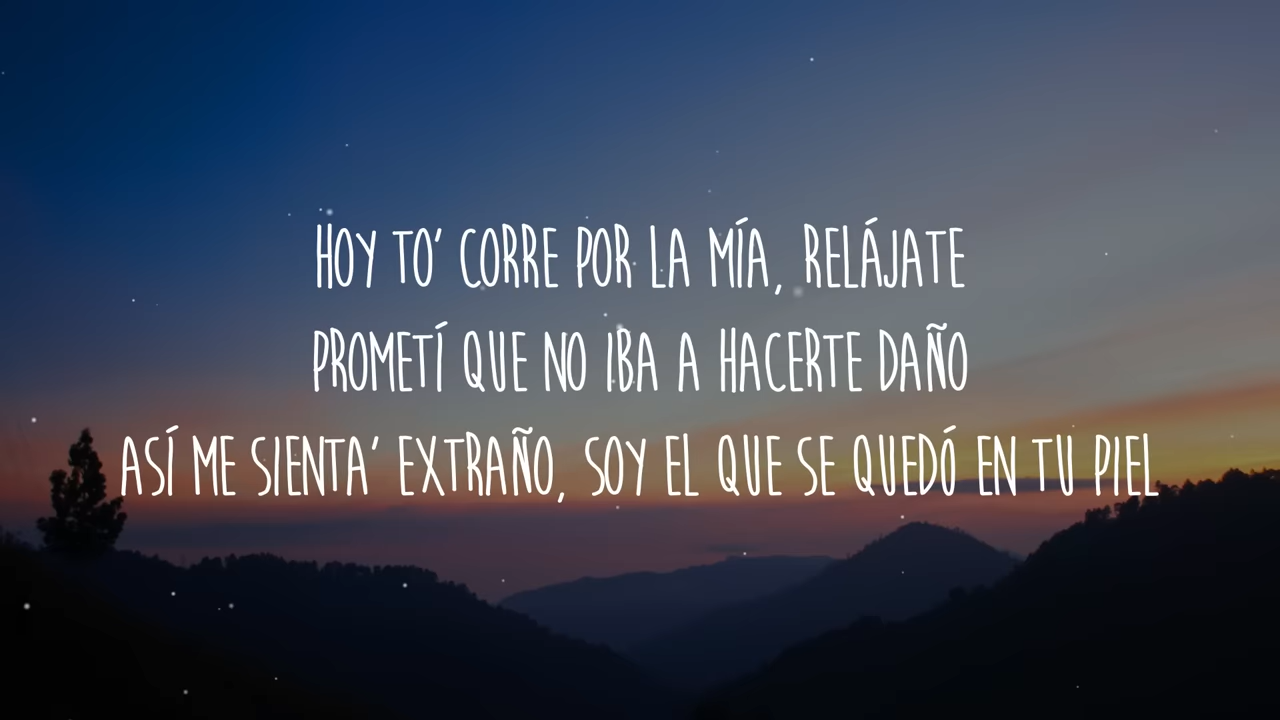 HOY TO' CORRE POR LA MÍA, RELÁJATE
PROMETÍ QUE NO IBA A HACERTE DAÑO
ASÍ ME SIENTA' EXTRAÑO, SOY EL QUE SE QUEDÓ EN TU PIEL